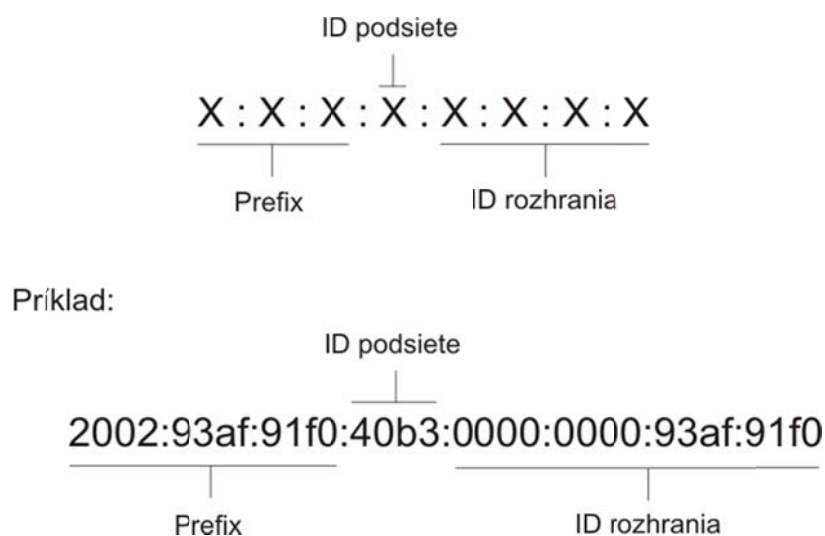 ID podsiete
X : X : X : X : X : X : X : X
Prefix
ID rozhrania
Príklad:
ID podsiete
2002:93af:91f0:40b3:0000:0000:93af:91f0
Prefix
ID rozhrania